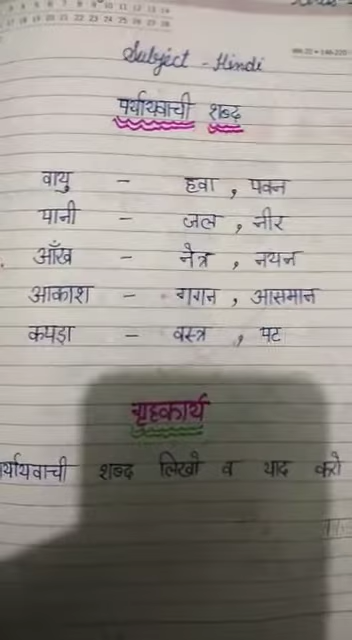 Subject - Hindi
पर्यायवाची शब्द
वायु - हवा , पवन
पानी - जल , नीर
आँख - नेत्र , नयन
आकाश - गगन , आसमान
कपड़ा - वस्त्र , पट
गृहकार्य
र्यायवाची शब्द लिखो व याद करो